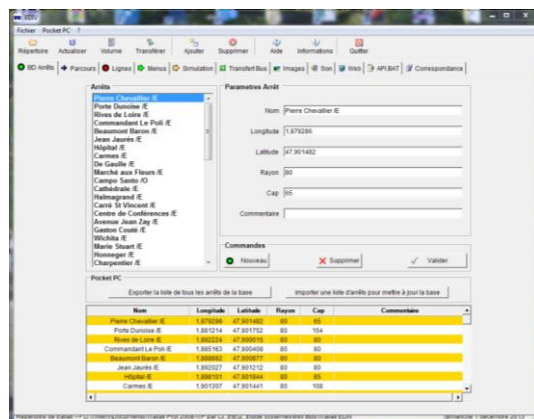 EDIV
Fichier Pocket PC ?
Répertoire Actualiser Volume Transférer Ajouter Supprimer Aide Informations Quitter
BD Arrêts Parcours Lignes Menus Simulation Transfert Bus Images Son Web API.BAT Correspondance
Arrêts
Pierre Chevallier /E
Porte Dunoise /E
Rives de Loire /E
Commandant Le Poli /E
Beaumont Baron /E
Jean Jaurès /E
Hôpital /E
Carmes /E
De Gaulle /E
Marché aux Fleurs /E
Campo Santo /O
Cathédrale /E
Halmagrand /E
Carré St Vincent /E
Centre de Conférences /E
Avenue Jean Zay /E
Gaston Couté /E
Wichita /E
Marie Stuart /E
Honneger /E
Charpentier /E
Parametres Arrêt
Nom Pierre Chevallier /E
Longitude 1,879286
Latitude 47,901482
Rayon 80
Cap 65
Commentaire
Commandes
Nouveau Supprimer Valider
Pocket PC
Exporter la liste de tous les arrêts de la base Importer une liste d'arrêts pour mettre à jour la base
Nom Longitude Latitude Rayon Cap Commentaire
Pierre Chevallier /E 1,879286 47,901482 80 65
Porte Dunoise /E 1,881214 47,901752 80 154
Rives de Loire /E 1,882224 47,900015 80 80
Commandant Le Poli /E 1,885163 47,900408 80 80
Beaumont Baron /E 1,888662 47,900877 80 80
Jean Jaurès /E 1,892027 47,901212 80 80
Hôpital /E 1,898101 47,901844 80 85
Carmes /E 1,901307 47,901441 80 108
dimanche 1 décembre 2013